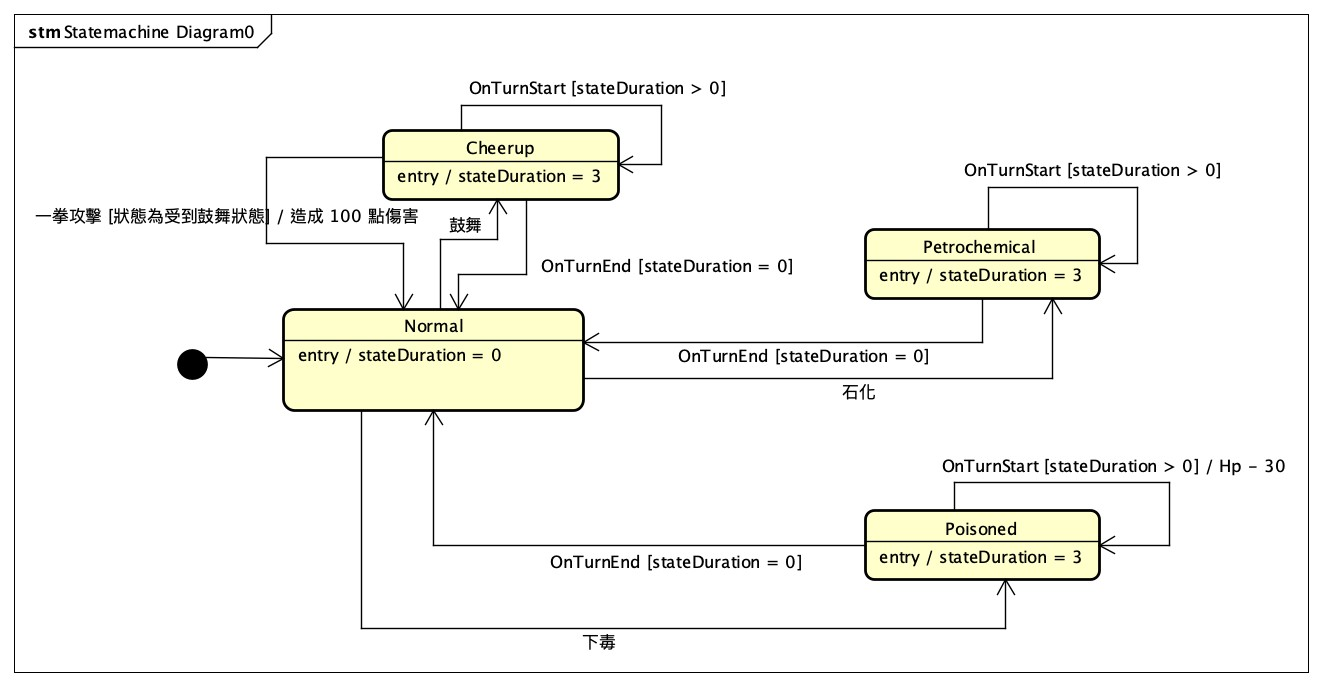 stm Statemachine Diagram0
OnTurnStart [stateDuration > 0]
Cheerup
entry / stateDuration = 3
OnTurnStart [stateDuration > 0]
一拳攻擊 [狀態為受到鼓舞狀態] / 造成 100 點傷害
鼓舞
Petrochemical
entry / stateDuration = 3
OnTurnEnd [stateDuration = 0]
Normal
entry / stateDuration = 0
OnTurnEnd [stateDuration = 0]
石化
OnTurnStart [stateDuration > 0] / Hp - 30
Poisoned
entry / stateDuration = 3
OnTurnEnd [stateDuration = 0]
下毒